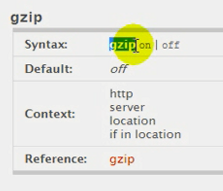 gzip
Syntax: gzip on | off
Default: off
Context: http
server
location
if in location
Reference: gzip